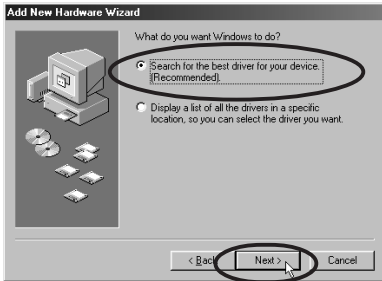 Add New Hardware Wizard
What do you want Windows to do?
Search for the best driver for your device.
(Recommended).
Display a list of all the drivers in a specific
location, so you can select the driver you want.
< Back
Next >
Cancel